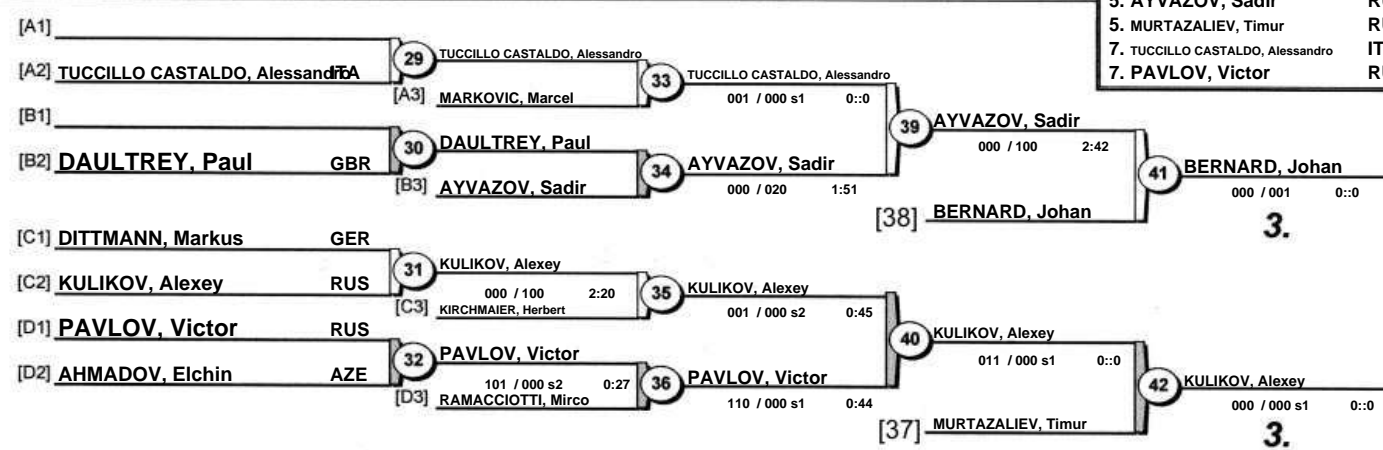 5. AYVAZOV, Sadir RU
5. MURTAZALIEV, Timur RU
7. TUCCILLO CASTALDO, Alessandro IT
7. PAVLOV, Victor RU
[A1]
[A2] TUCCILLO CASTALDO, Alessandro ITA
29
TUCCILLO CASTALDO, Alessandro
[A3] MARKOVIC, Marcel
33
TUCCILLO CASTALDO, Alessandro
001 / 000 s1 0::0
[B1]
[B2] DAULTREY, Paul GBR
30
DAULTREY, Paul
[B3] AYVAZOV, Sadir
34
AYVAZOV, Sadir
000 / 020 1:51
39
AYVAZOV, Sadir
000 / 100 2:42
[38] BERNARD, Johan
41
BERNARD, Johan
000 / 001 0::0
3.
[C1] DITTMANN, Markus GER
[C2] KULIKOV, Alexey RUS
31
KULIKOV, Alexey
000 / 100 2:20
[C3] KIRCHMAIER, Herbert
35
KULIKOV, Alexey
001 / 000 s2 0:45
[D1] PAVLOV, Victor RUS
[D2] AHMADOV, Elchin AZE
32
PAVLOV, Victor
101 / 000 s2 0:27
[D3] RAMACCIOTTI, Mirco
36
PAVLOV, Victor
110 / 000 s1 0:44
40
KULIKOV, Alexey
011 / 000 s1 0::0
[37] MURTAZALIEV, Timur
42
KULIKOV, Alexey
000 / 000 s1 0::0
3.